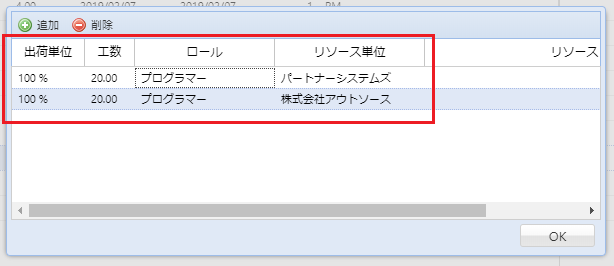 4.00 2019/03/07 2019/03/07 1 PM
追加 削除
出荷単位 工数 ロール リソース単位 リソース
100 % 20.00 プログラマー パートナーシステムズ
100 % 20.00 プログラマー 株式会社アウトソース
OK